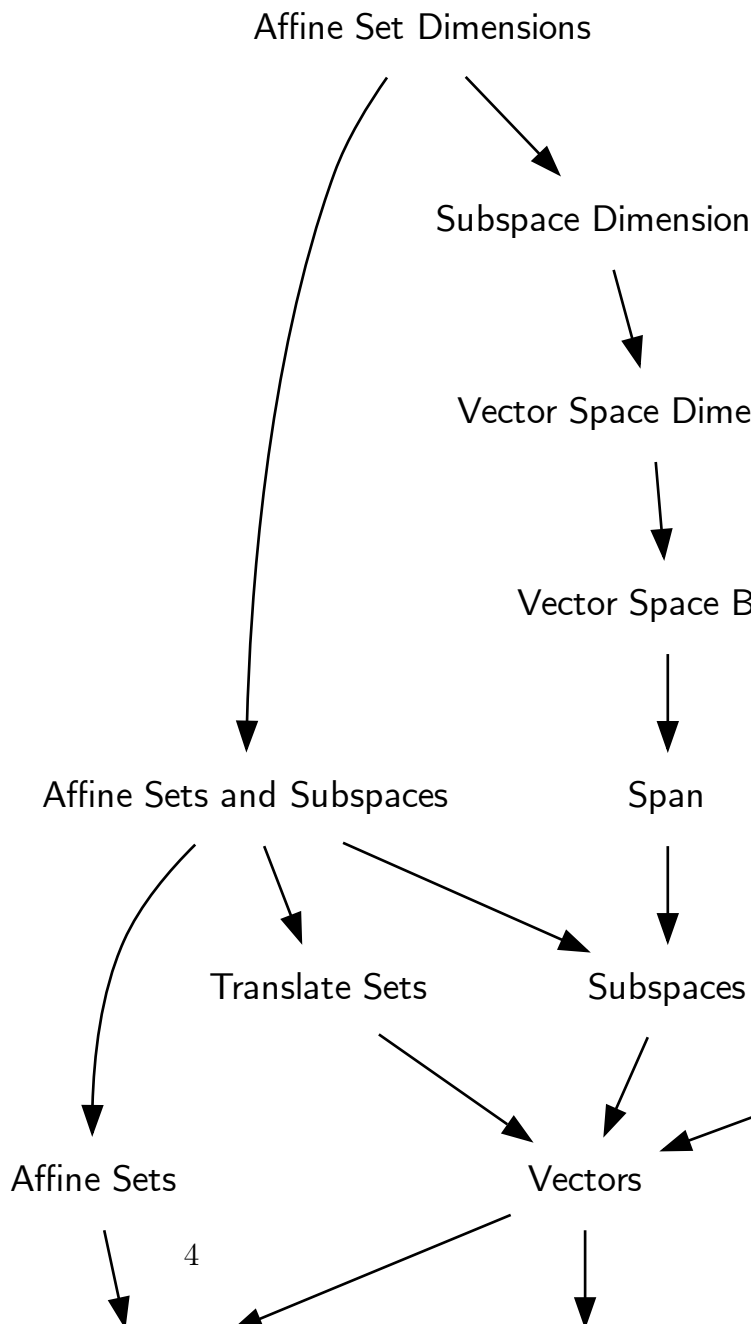 Affine Set Dimensions
Subspace Dimension
Vector Space Dime
Vector Space B
Affine Sets and Subspaces
Span
Translate Sets
Subspaces
Affine Sets
Vectors
4